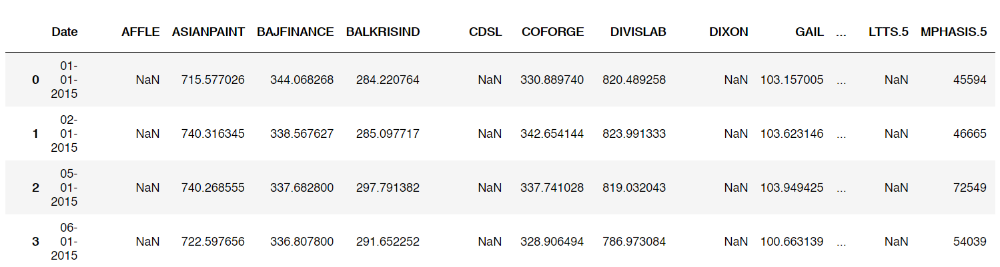 Date AFFLE ASIANPAINT BAJFINANCE BALKRISIND CDSL COFORGE DIVISLAB DIXON GAIL ... LTTS.5 MPHASIS.5
01-
0 01- NaN 715.577026 344.068268 284.220764 NaN 330.889740 820.489258 NaN 103.157005 ... NaN 45594
2015
02-
1 01- NaN 740.316345 338.567627 285.097717 NaN 342.654144 823.991333 NaN 103.623146 ... NaN 46665
2015
05-
2 01- NaN 740.268555 337.682800 297.791382 NaN 337.741028 819.032043 NaN 103.949425 ... NaN 72549
2015
06-
3 01- NaN 722.597656 336.807800 291.652252 NaN 328.906494 786.973084 NaN 100.663139 ... NaN 54039
2015